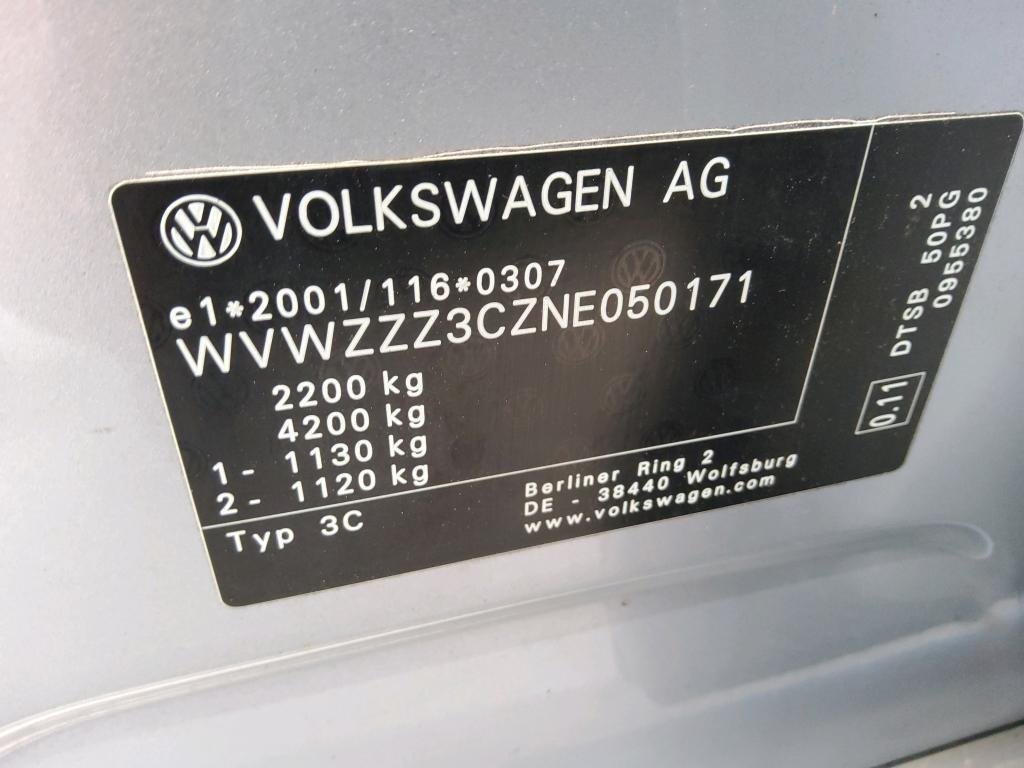 VOLKSWAGEN AG
e1*2001/116*0307
WVWZZZ3CZNE050171
2200 kg
4200 kg
1 - 1130 kg
2 - 1120 kg
Typ 3C
Berliner Ring 2
DE - 38440 Wolfsburg
www.volkswagen.com
0.11 DTSB 50PG 2
0955380